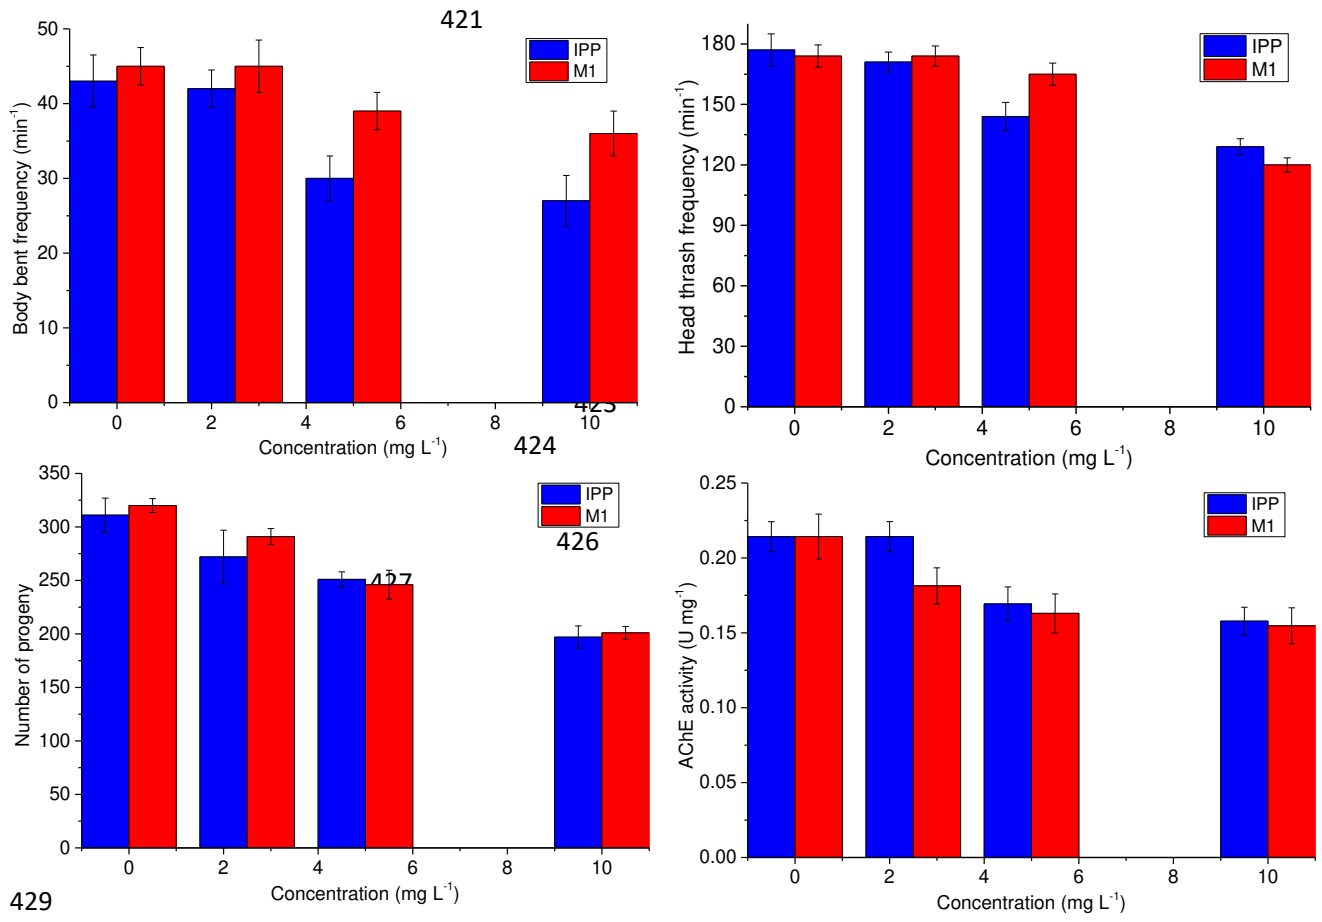 421
50
40
30
20
10
0
Body bent frequency (min-1)
IPP
M1
0 2 4 6 8 10
423
Concentration (mg L-1)
424
180
150
120
90
60
30
0
Head thrash frequency (min-1)
IPP
M1
0 2 4 6 8 10
Concentration (mg L-1)
350
300
250
200
150
100
50
0
Number of progeny
IPP
M1
426
427
0 2 4 6 8 10
Concentration (mg L-1)
429
0.25
0.20
0.15
0.10
0.05
0.00
AChE activity (U mg-1)
IPP
M1
0 2 4 6 8 10
Concentration (mg L-1)